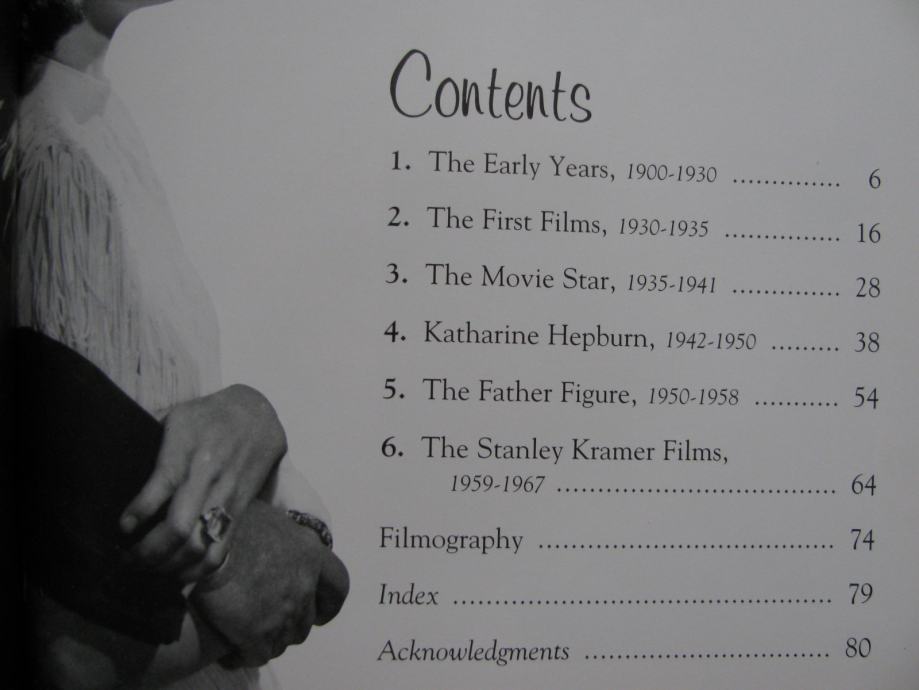 Contents
1. The Early Years, 1900-1930 ............. 6
2. The First Films, 1930-1935 .............. 16
3. The Movie Star, 1935-1941 ............. 28
4. Katharine Hepburn, 1942-1950 ......... 38
5. The Father Figure, 1950-1958 .......... 54
6. The Stanley Kramer Films,
1959-1967 .................................. 64
Filmography .................................... 74
Index .............................................. 79
Acknowledgments .............................. 80